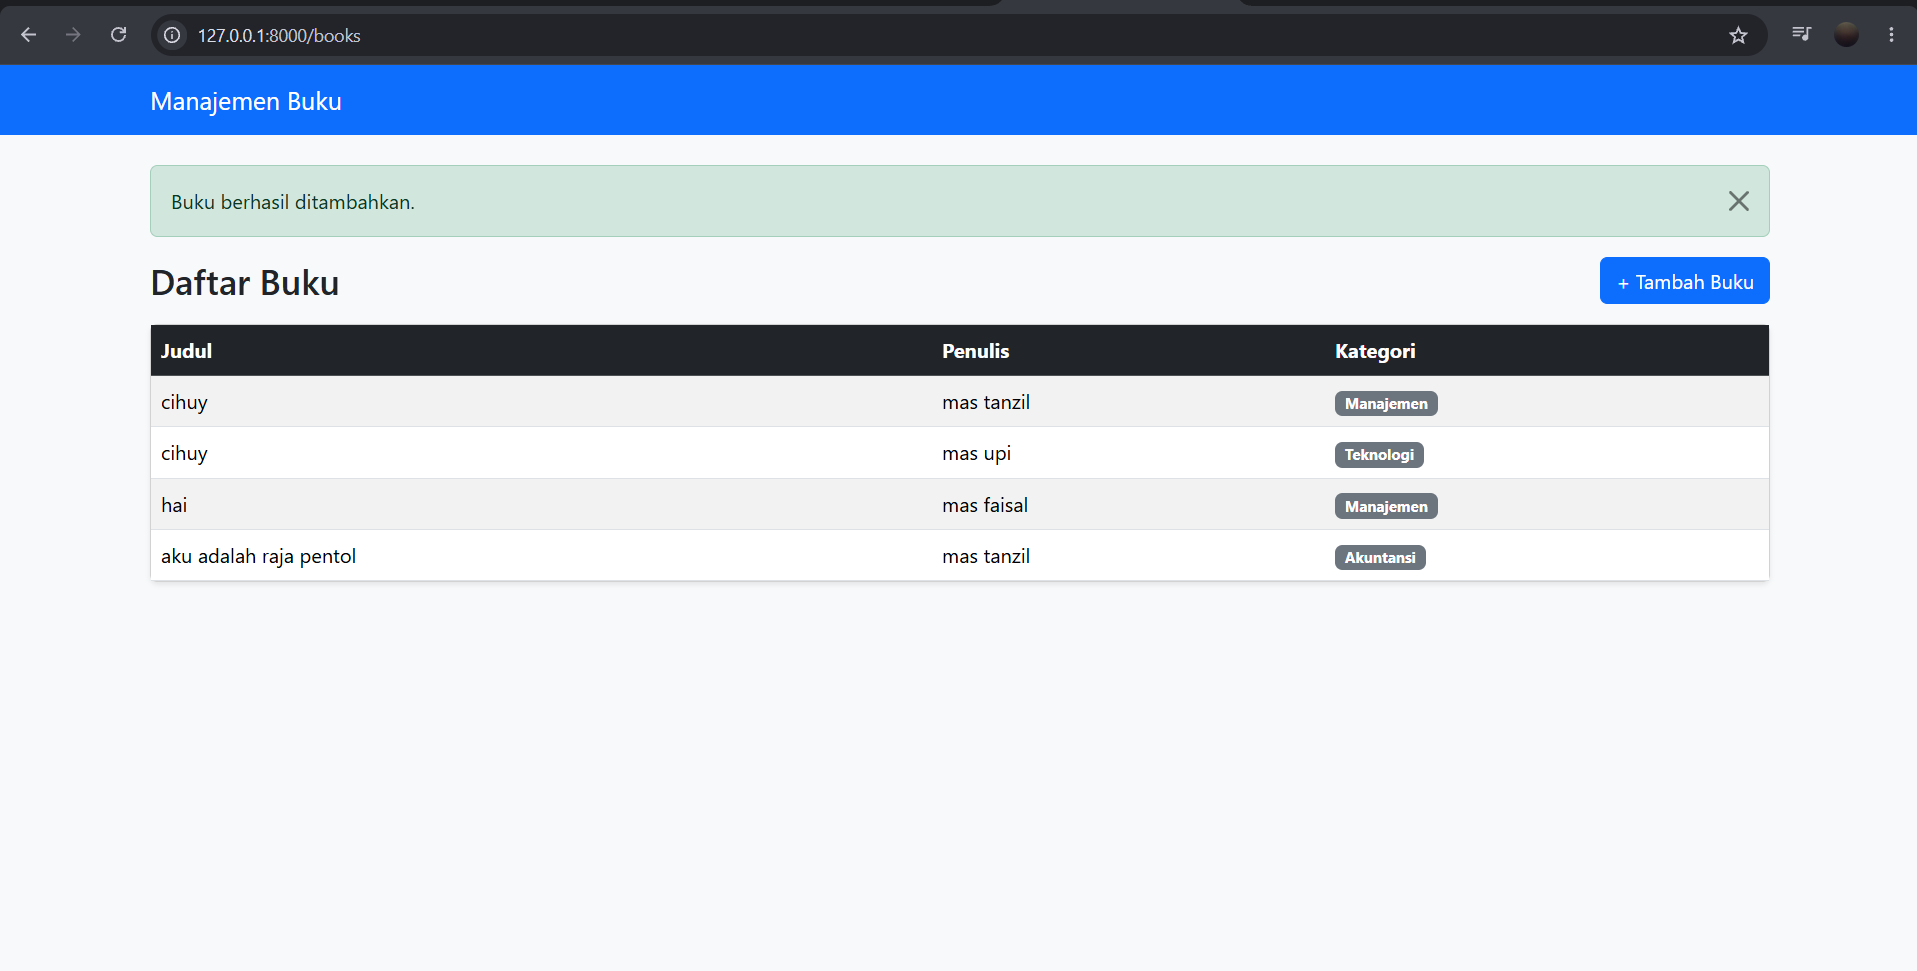 127.0.0.1:8000/books
Manajemen Buku
Buku berhasil ditambahkan.
Daftar Buku
+ Tambah Buku
Judul Penulis Kategori
cihuy mas tanzil Manajemen
cihuy mas upi Teknologi
hai mas faisal Manajemen
aku adalah raja pentol mas tanzil Akuntansi